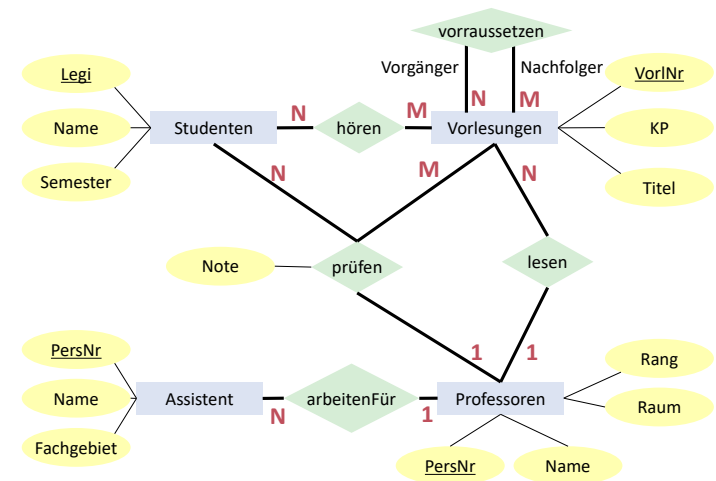 vorraussetzen
Vorgänger
Nachfolger
Legi
VorlNr
N
M
N
M
Name
Studenten
hören
Vorlesungen
KP
Semester
N
M
N
Titel
Note
prüfen
lesen
PersNr
1
1
Rang
Name
Assistent
arbeitenFür
Professoren
Raum
N
1
Fachgebiet
PersNr
Name